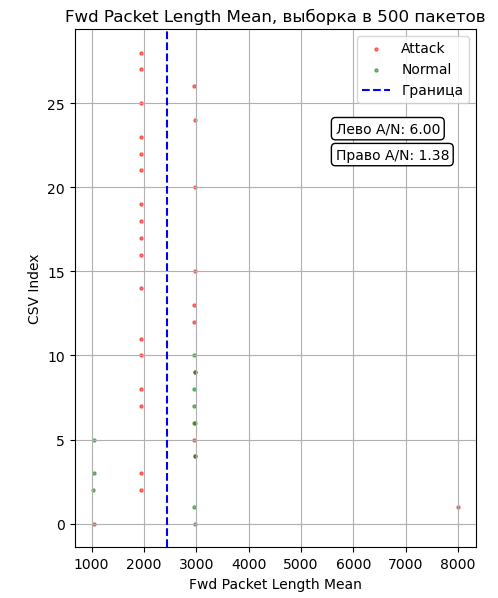 Fwd Packet Length Mean, выборка в 500 пакетов
Attack
Normal
Граница
Лево A/N: 6.00
Право A/N: 1.38
25
20
15
10
5
0
CSV Index
1000 2000 3000 4000 5000 6000 7000 8000
Fwd Packet Length Mean